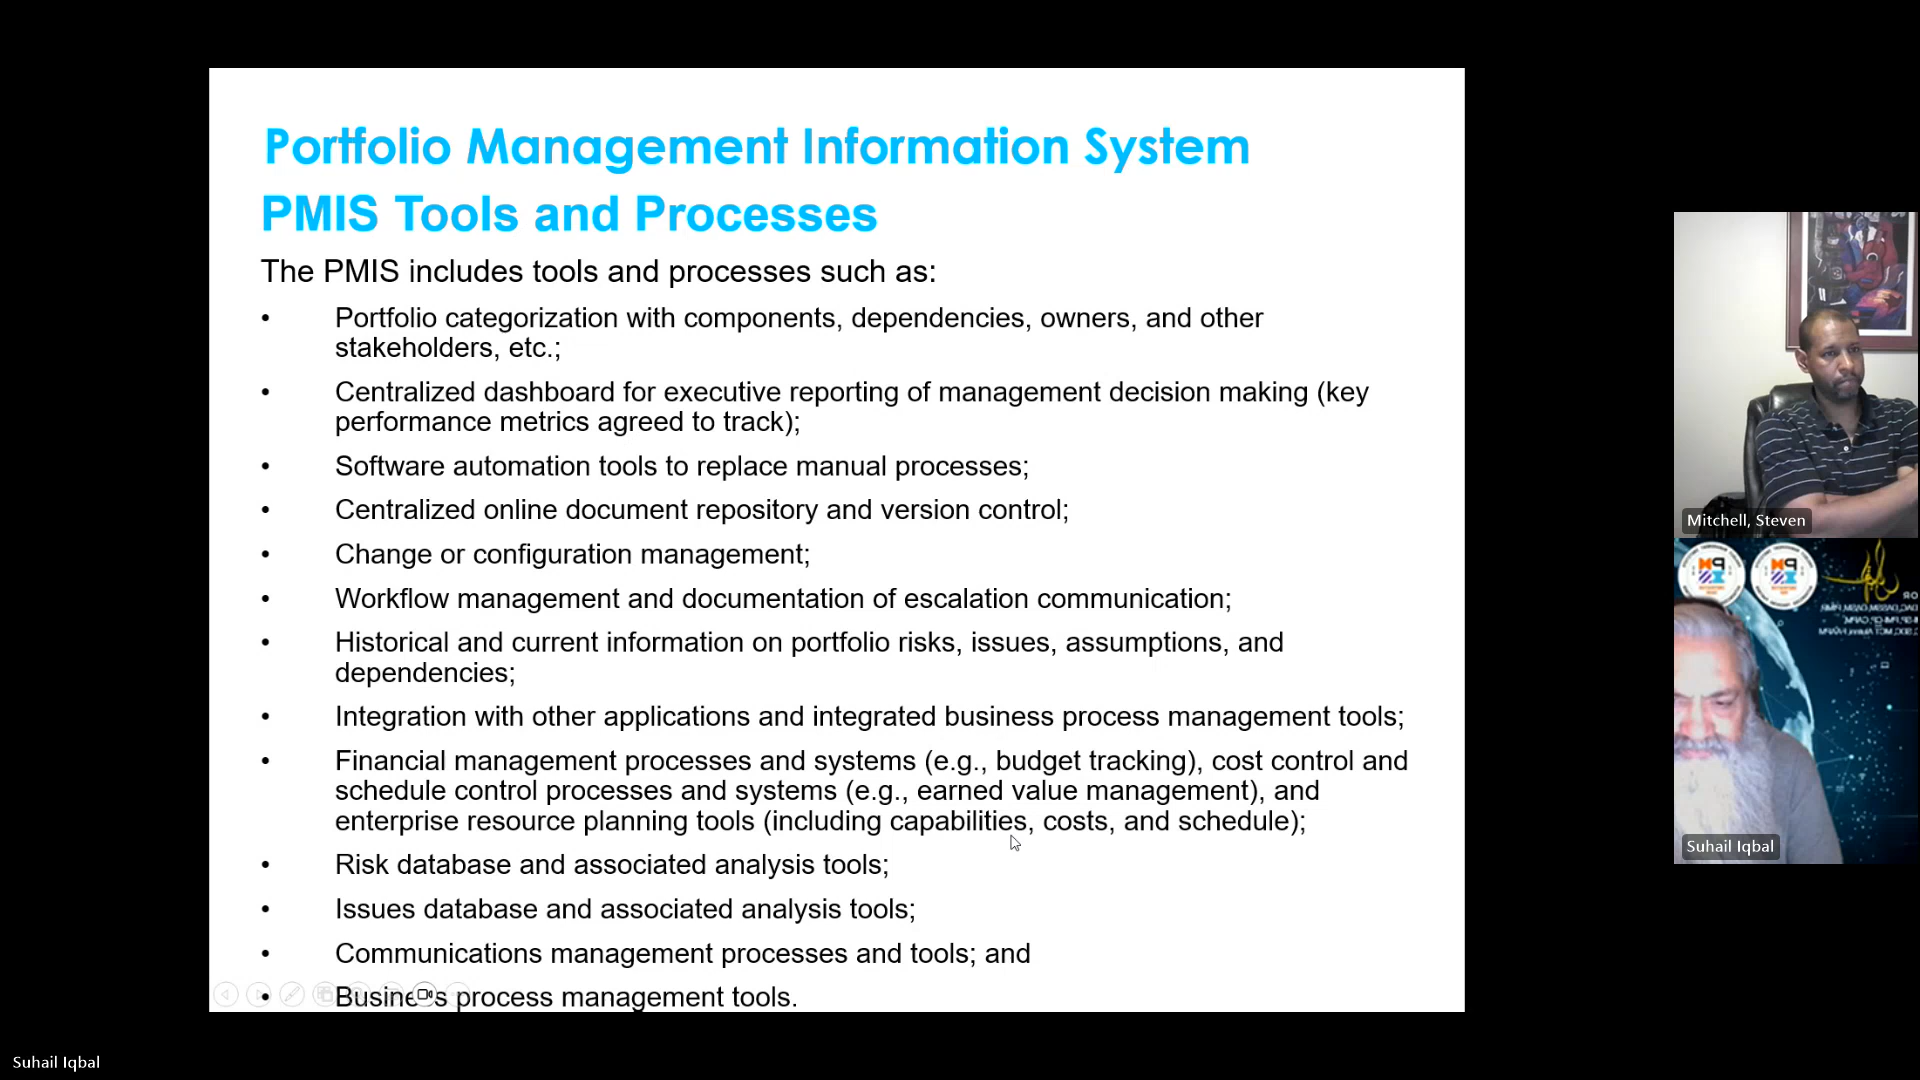 Portfolio Management Information System
PMIS Tools and Processes
The PMIS includes tools and processes such as:
• Portfolio categorization with components, dependencies, owners, and other
stakeholders, etc.;
• Centralized dashboard for executive reporting of management decision making (key
performance metrics agreed to track);
• Software automation tools to replace manual processes;
• Centralized online document repository and version control;
• Change or configuration management;
• Workflow management and documentation of escalation communication;
• Historical and current information on portfolio risks, issues, assumptions, and
dependencies;
• Integration with other applications and integrated business process management tools;
• Financial management processes and systems (e.g., budget tracking), cost control and
schedule control processes and systems (e.g., earned value management), and
enterprise resource planning tools (including capabilities, costs, and schedule);
• Risk database and associated analysis tools;
• Issues database and associated analysis tools;
• Communications management processes and tools; and
• Business process management tools.
Mitchell, Steven
Suhail Iqbal
Suhail Iqbal